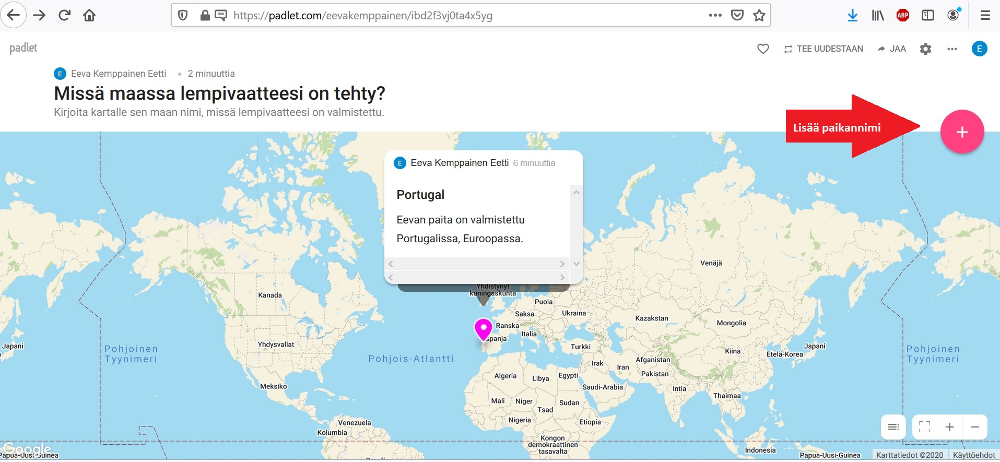 https://padlet.com/eevakemppainen/ibd2f3vj0ta4x5yg
ABP
padlet
TEE UUDESTAAN
JAA
E
E Eeva Kemppainen Eetti • 2 minuuttia
Missä maassa lempivaatteesi on tehty?
Kirjoita kartalle sen maan nimi, missä lempivaatteesi on valmistettu.
Lisää paikannimi
+
E Eeva Kemppainen Eetti 6 minuuttia
Portugal
Eevan paita on valmistettu
Portugalissa, Euroopassa.
Venäjä
Yhdistynyt
kuningaskunta
Kanada
Puola
Saksa
Ukraina
Kazakstan
Mongolia
Ranska
Italia
spanja
Yhdysvallat
Turkki
Japani
Japani
Kiina
Etelä-Korea
Pohjoinen
Tyynimeri
Pohjois-Atlantti
Pohjoinen
Tyynimeri
Irak
Iran
Afganistan
Pakistan
Algeria
Libya
Egypti
Saudi-Arabia
Meksiko
Intia
Thaimaa
Mali
Niger
Tsad
Sudan
Nigeria
Etiopia
Venezuela
Kolumbia
Kongon
demokraattinen
tasavalta
Indonesia
Google
Papua-Uusi-Guinea
Papua-Uusi-Guinea
Brasilia
Karttatiedot ©2020
Käyttöehdot